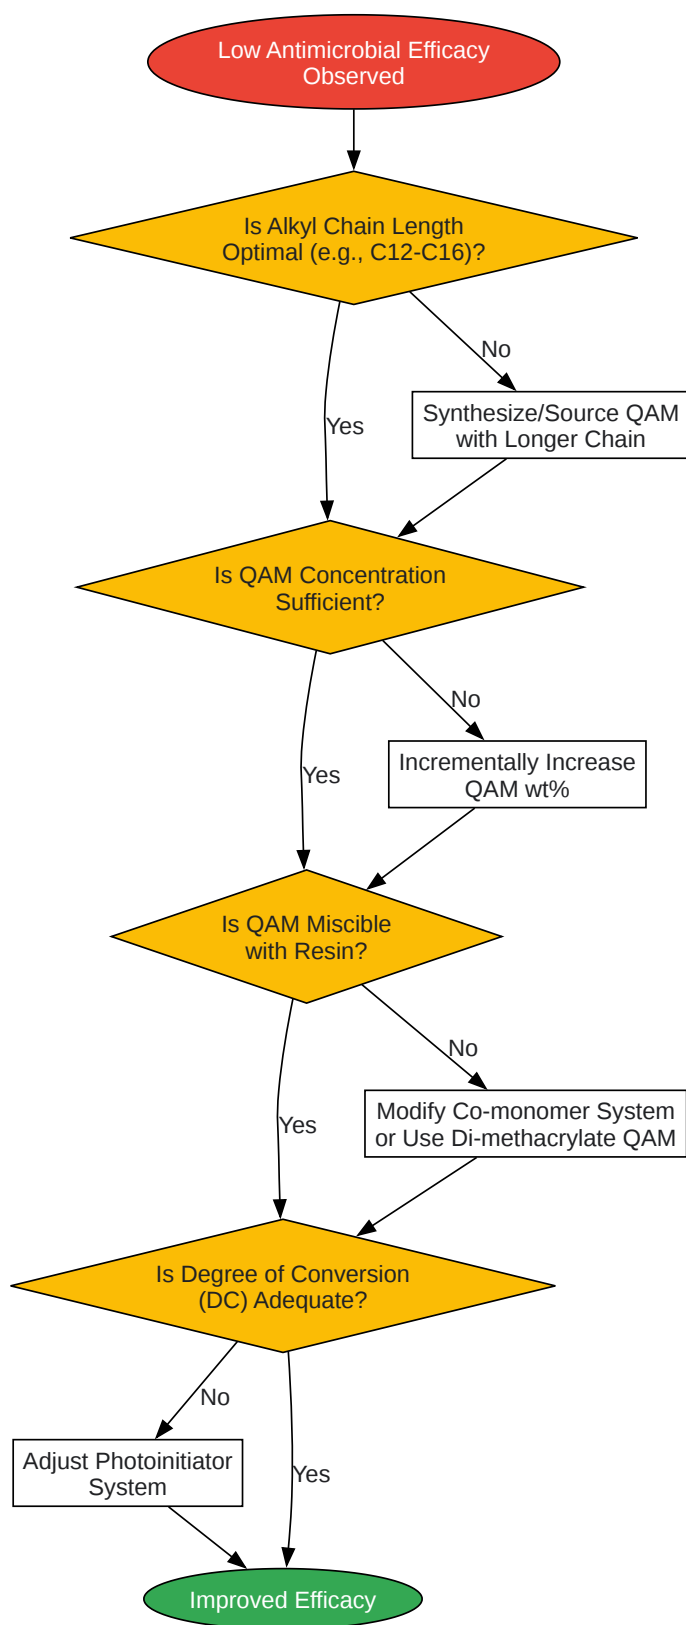 Low Antimicrobial Efficacy
Observed
Is Alkyl Chain Length
Optimal (e.g., C12-C16)?
No
Synthesize/Source QAM
with Longer Chain
Yes
Is QAM Concentration
Sufficient?
No
Incrementally Increase
QAM wt%
Yes
Is QAM Miscible
with Resin?
No
Modify Co-monomer System
or Use Di-methacrylate QAM
Yes
Is Degree of Conversion
(DC) Adequate?
No
Adjust Photoinitiator
System
Yes
Improved Efficacy